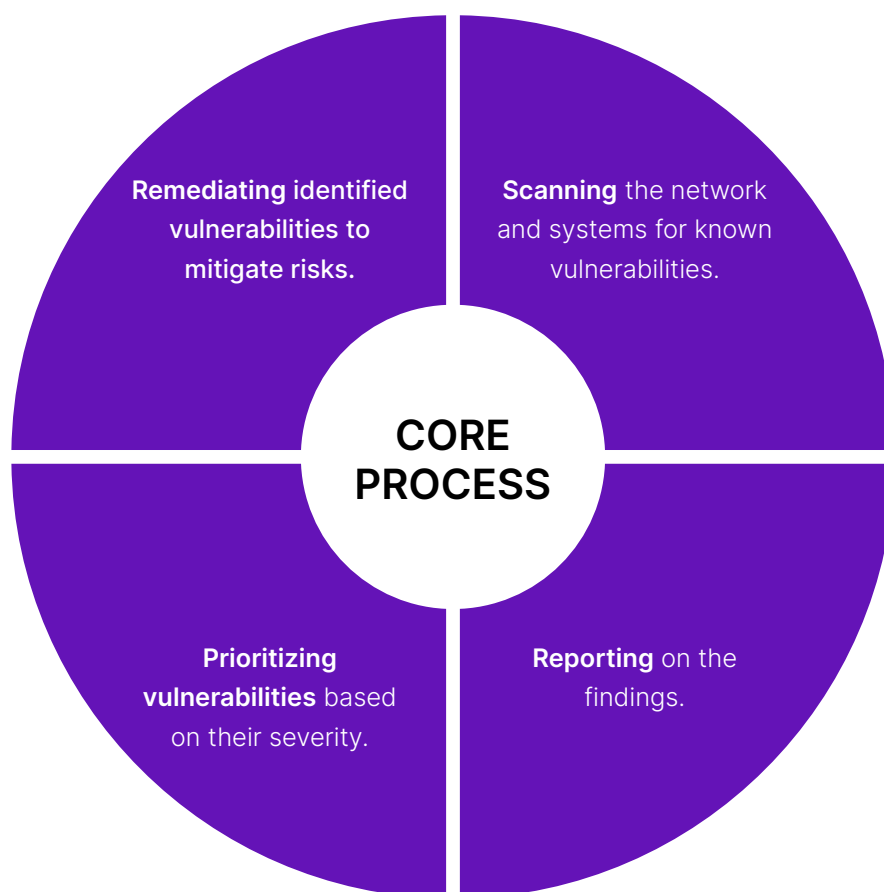 Remediating identified
vulnerabilities to
mitigate risks.
Scanning the network
and systems for known
vulnerabilities.
CORE
PROCESS
Prioritizing
vulnerabilities based
on their severity.
Reporting on the
findings.